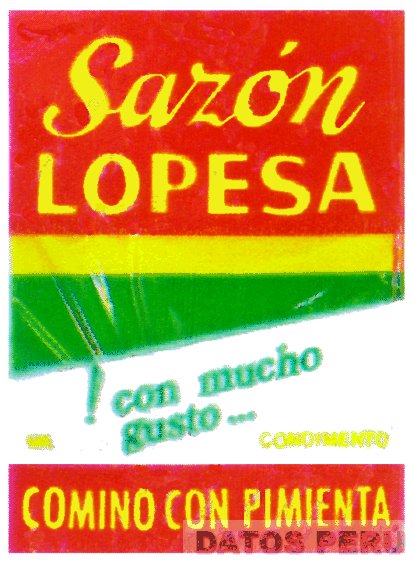 Sazón
LOPESA
! con mucho
gusto...
CONDIMENTO
COMINO CON PIMIENTA
DATOS PERU